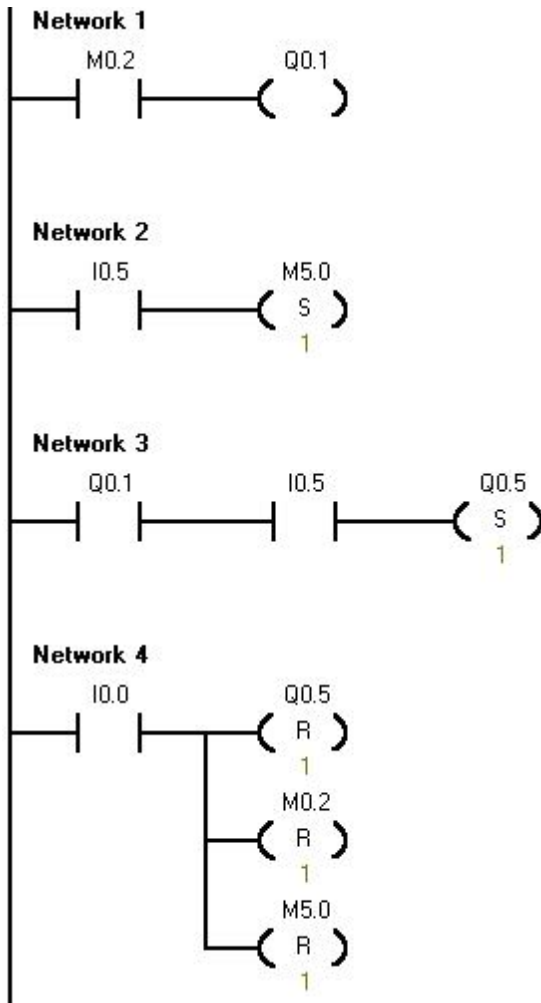 Network 1
M0.2 Q0.1
Network 2
I0.5 M5.0
S
1
Network 3
Q0.1 I0.5 Q0.5
S
1
Network 4
I0.0 Q0.5
R
1
M0.2
R
1
M5.0
R
1